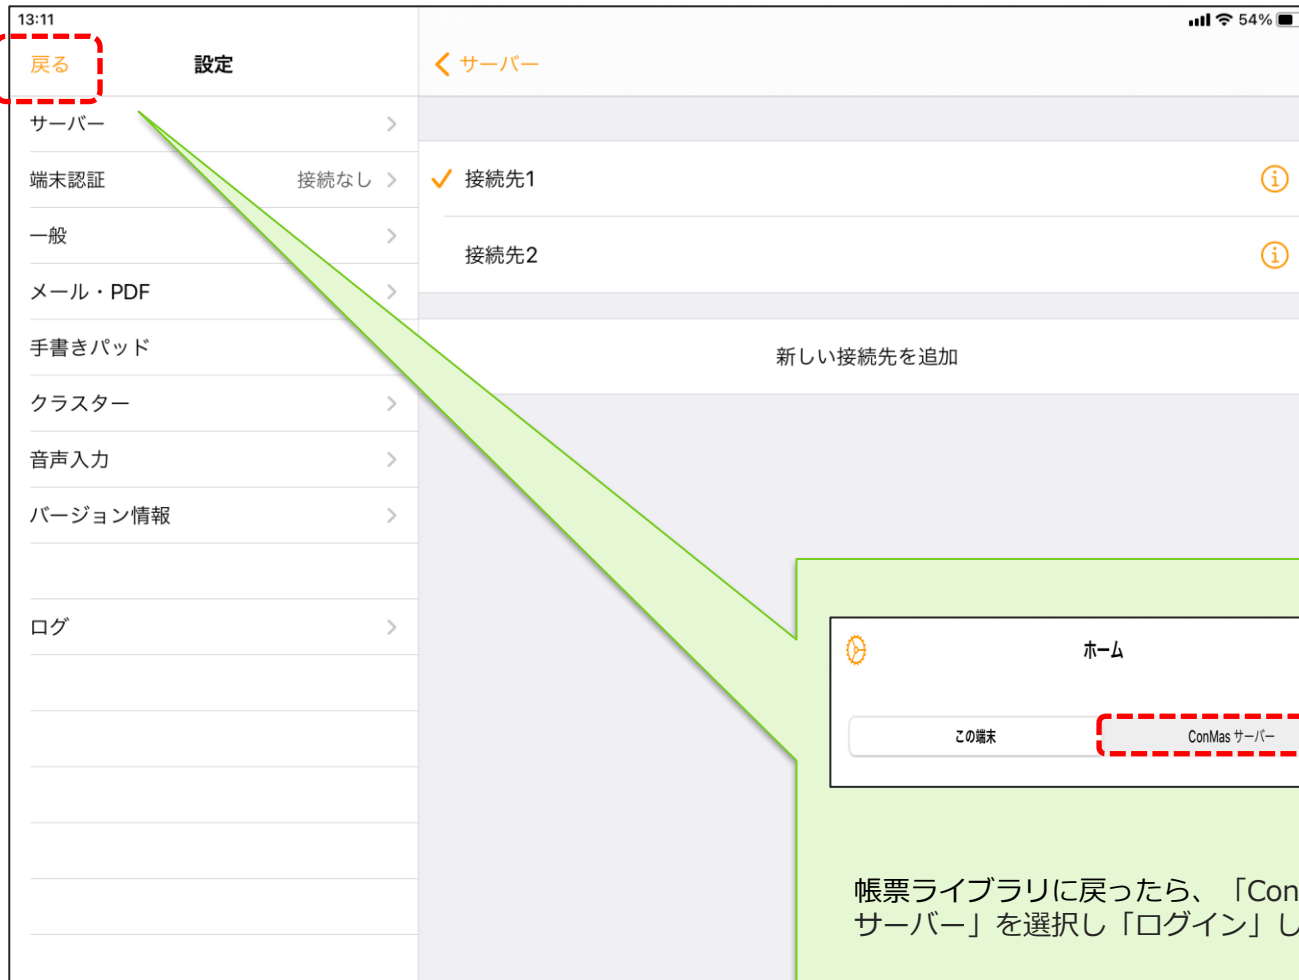 13:11
54%
戻る
設定
サーバー
サーバー
端末認証
接続なし
一般
メール・PDF
手書きパッド
クラスター
音声入力
バージョン情報
ログ
接続先1
接続先2
新しい接続先を追加
ホーム
この端末
ConMas サーバー
帳票ライブラリに戻ったら、「Con
サーバー」を選択し「ログイン」し